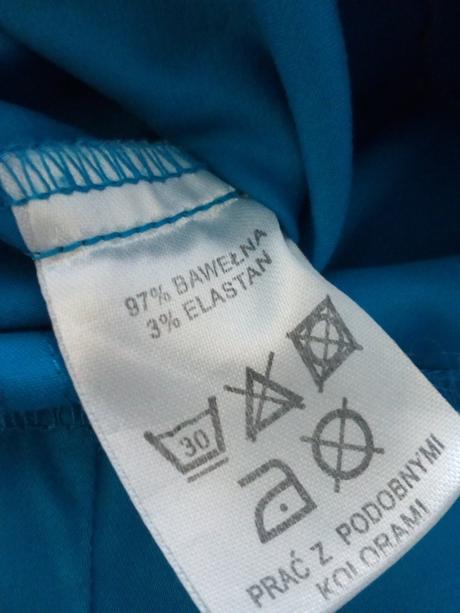 97% BAWEŁNA
3% ELASTAN
30
PRAĆ Z PODOBNYMI
KOLORAMI